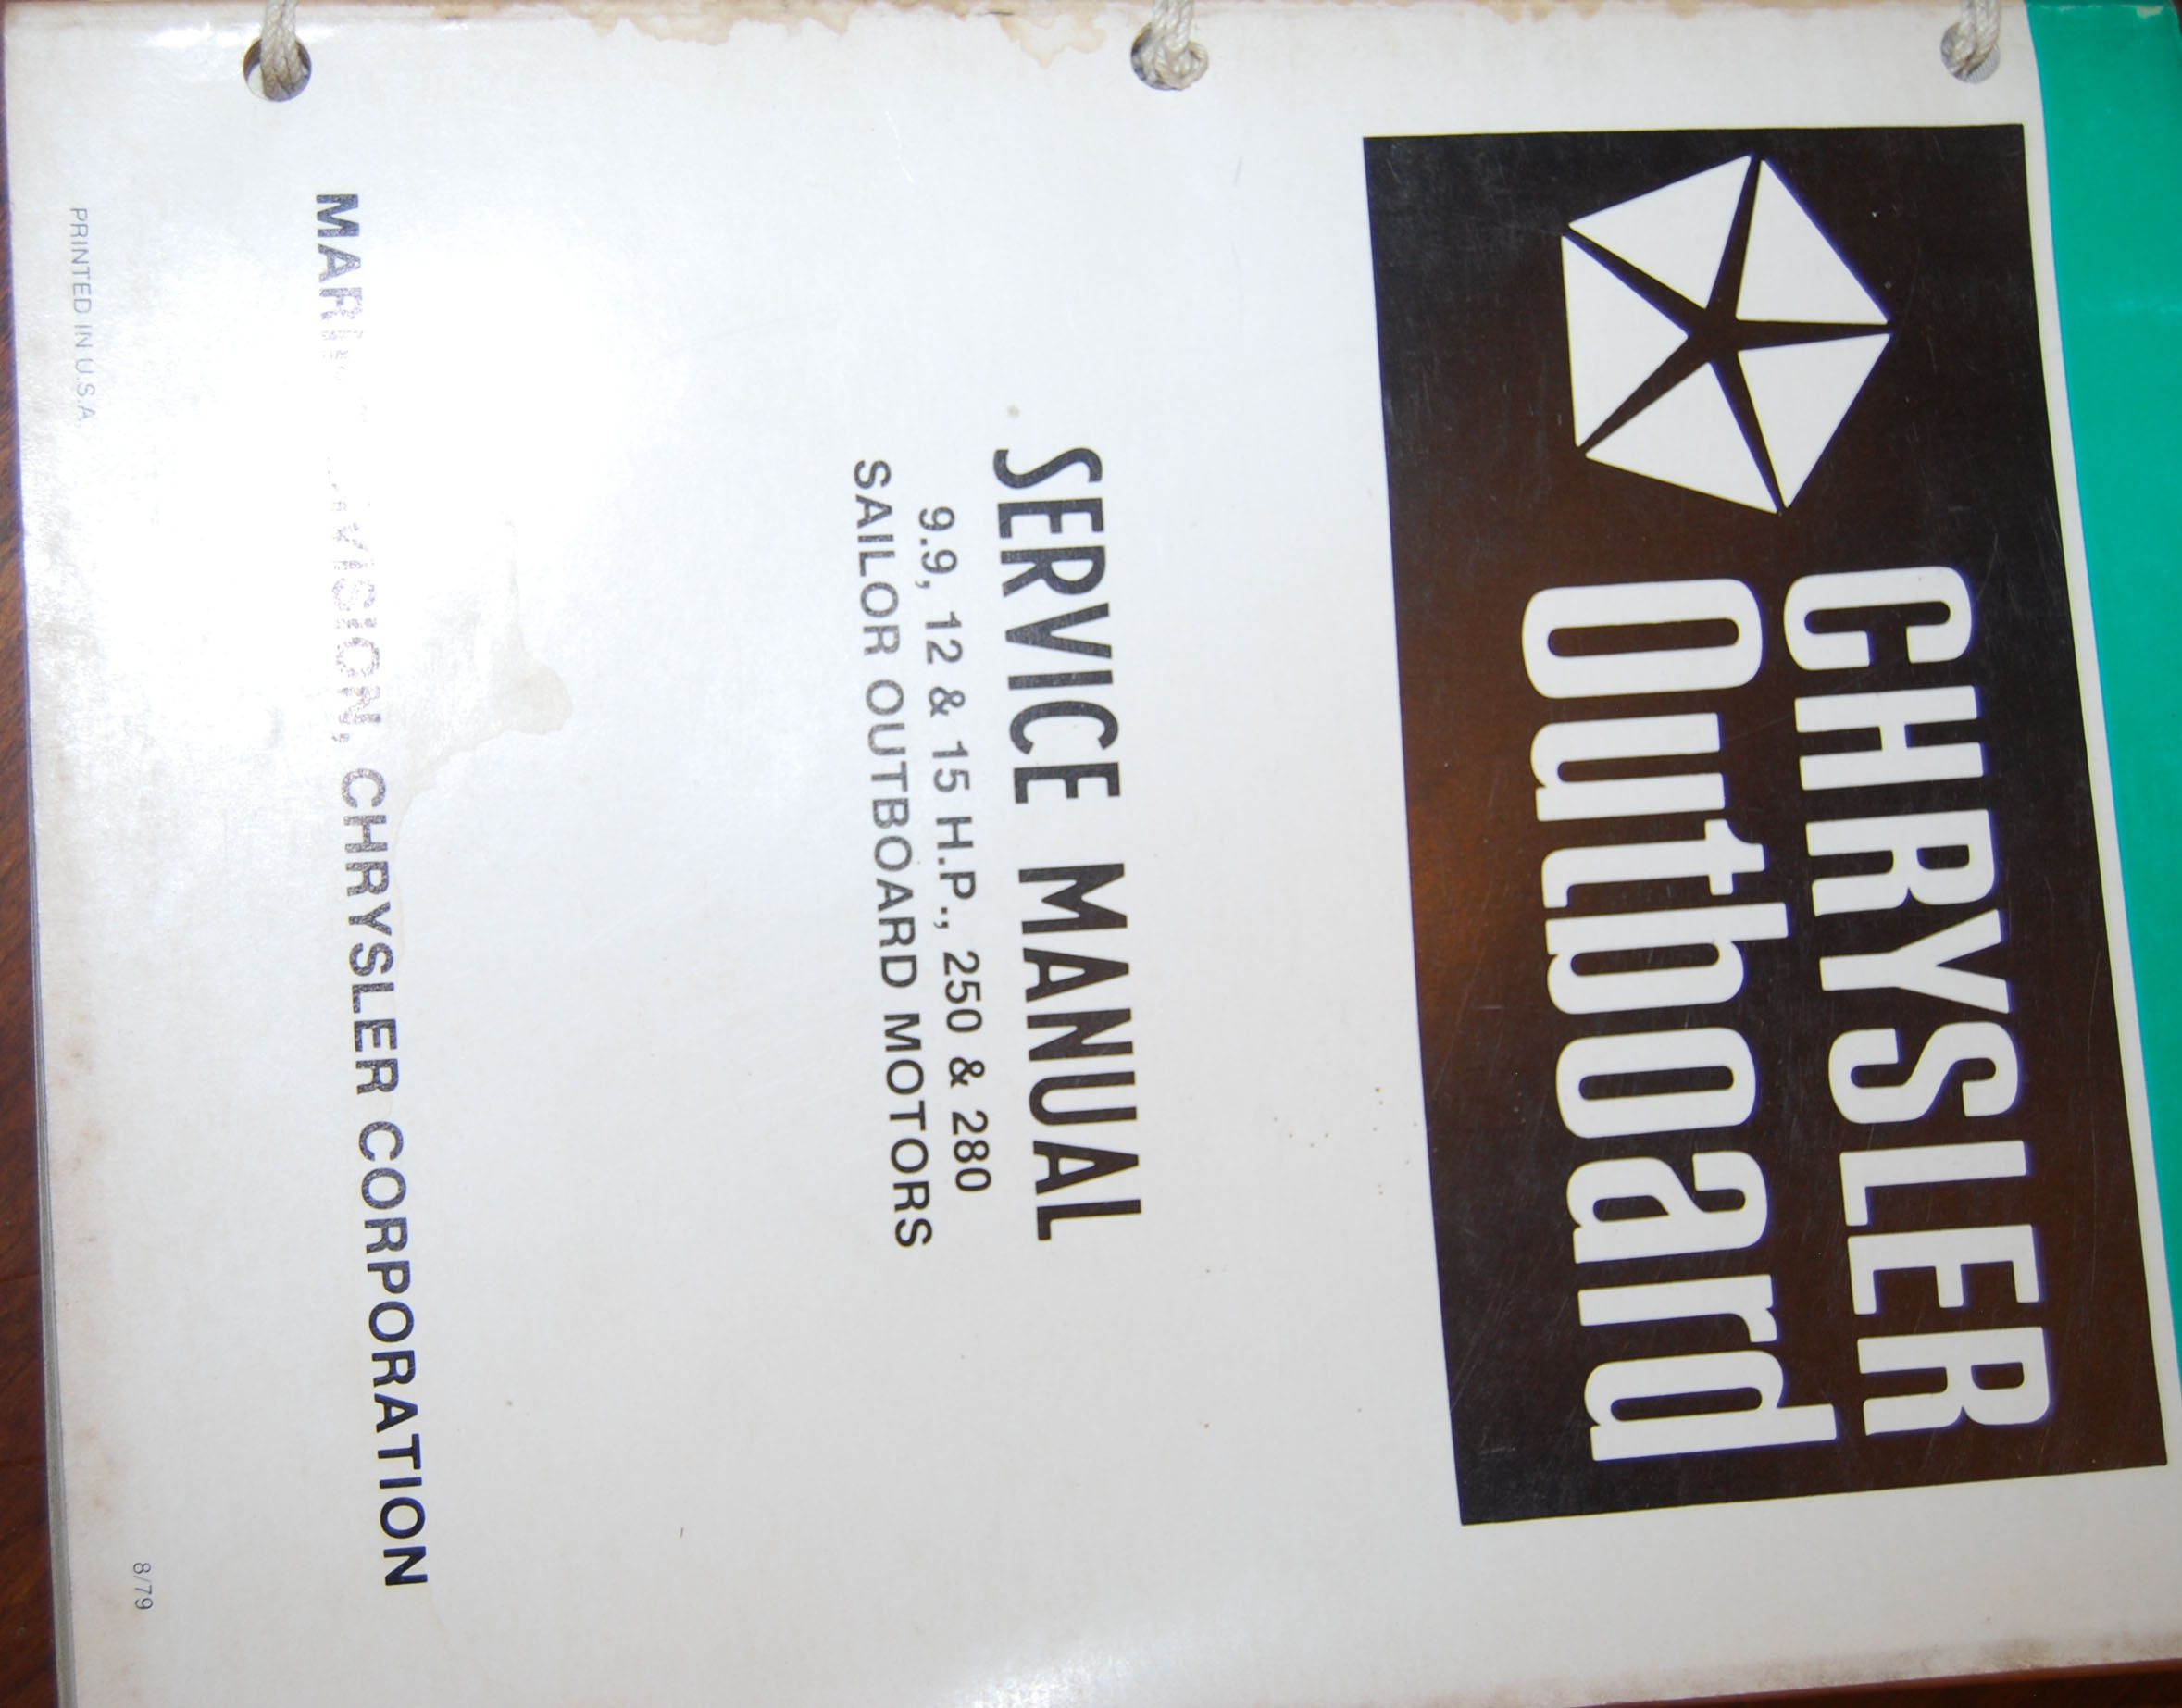 CHRYSLER
Outboard
SERVICE MANUAL
9.9, 12 & 15 H.P., 250 & 280
SAILOR OUTBOARD MOTORS
CHRYSLER CORPORATION
PRINTED IN U.S.A.
8/79